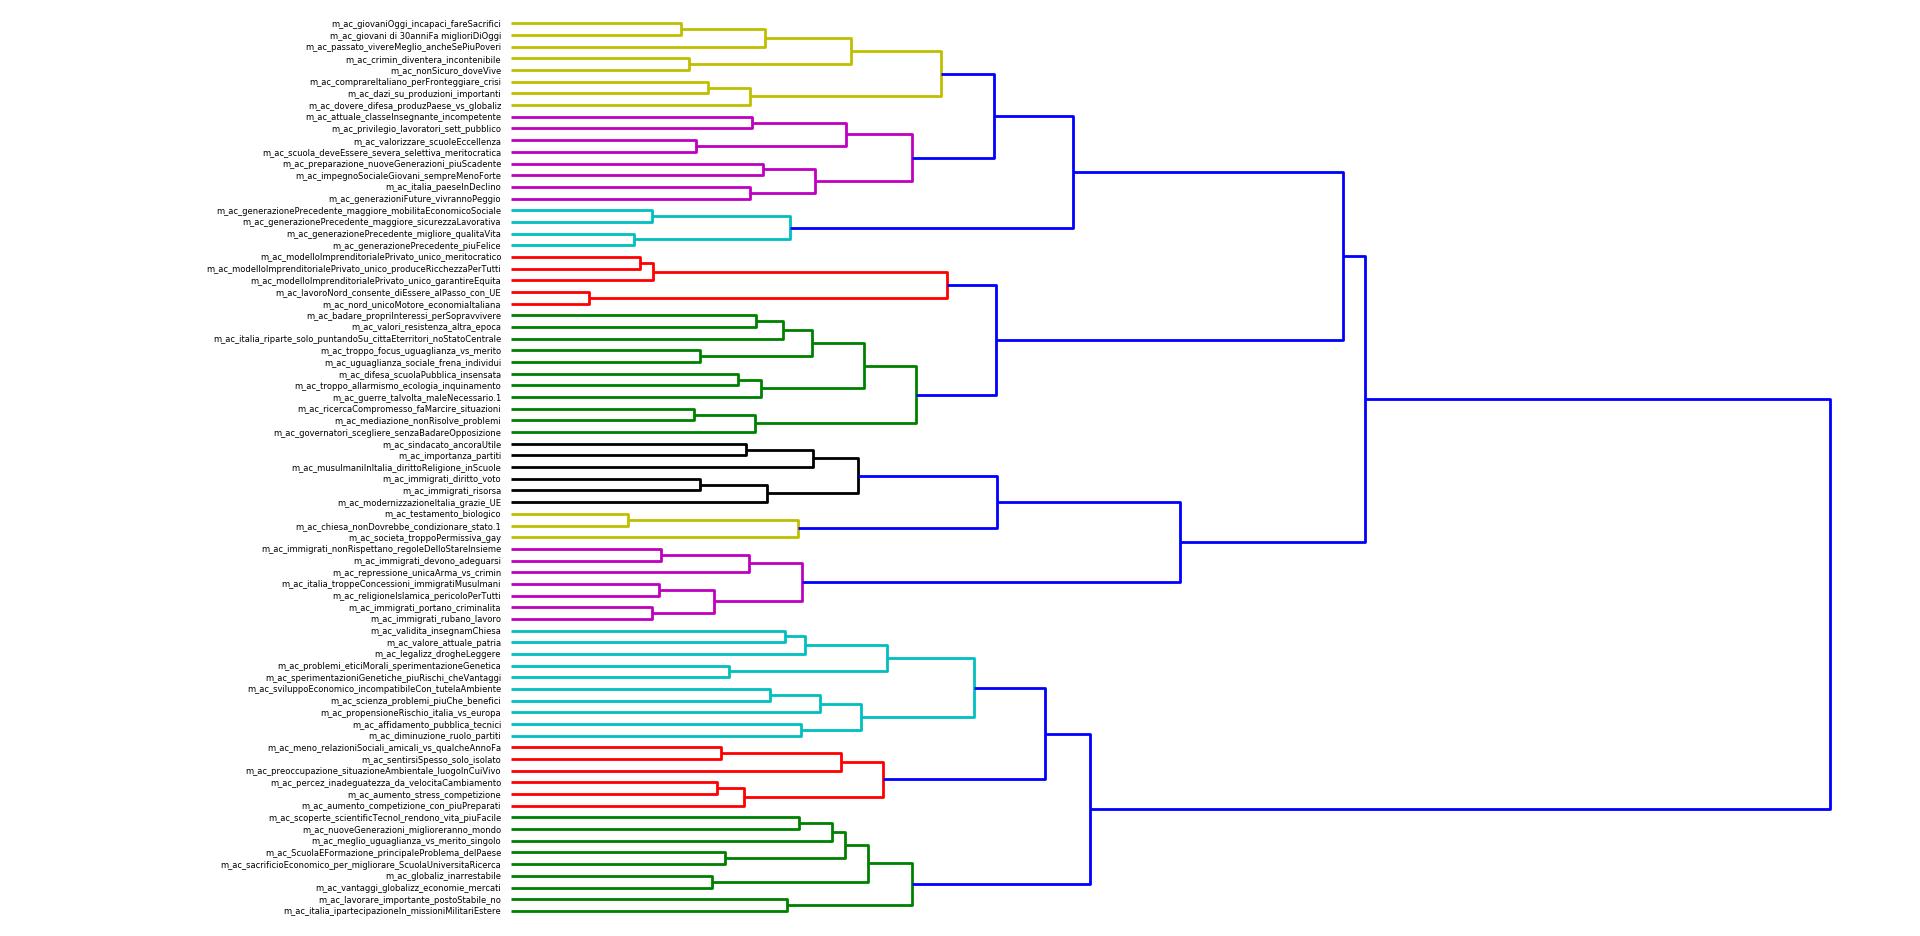 m_ac_giovaniOggi_incapaci_fareSacrifici
m_ac_giovani di 30anniFa miglioriDiOggi
m_ac_passato_vivereMeglio_ancheSePiuPoveri
m_ac_crimin_diventera_incontenibile
m_ac_nonSicuro_doveVive
m_ac_comprareItaliano_perFronteggiare_crisi
m_ac_dazi_su_produzioni_importanti
m_ac_dovere_difesa_produzPaese_vs_globaliz
m_ac_attuale_classeInsegnante_incompetente
m_ac_privilegio_lavoratori_sett_pubblico
m_ac_valorizzare_scuoleEccellenza
m_ac_scuola_deveEssere_severa_selettiva_meritocratica
m_ac_preparazione_nuoveGenerazioni_piuScadente
m_ac_impegnoSocialeGiovani_sempreMenoForte
m_ac_italia_paeseInDeclino
m_ac_generazioniFuture_vivrannoPeggio
m_ac_generazionePrecedente_maggiore_mobilitaEconomicoSociale
m_ac_generazionePrecedente_maggiore_sicurezzaLavorativa
m_ac_generazionePrecedente_migliore_qualitaVita
m_ac_generazionePrecedente_piuFelice
m_ac_modelloImprenditorialePrivato_unico_meritocratico
m_ac_modelloImprenditorialePrivato_unico_produceRicchezzaPerTutti
m_ac_modelloImprenditorialePrivato_unico_garantireEquita
m_ac_lavoroNord_consente_diEssere_alPasso_con_UE
m_ac_nord_unicoMotore_economiaItaliana
m_ac_badare_propriInteressi_perSopravvivere
m_ac_valori_resistenza_altra_epoca
m_ac_italia_riparte_solo_puntandoSu_cittaEterritori_noStatoCentrale
m_ac_troppo_focus_uguaglianza_vs_merito
m_ac_uguaglianza_sociale_frena_individui
m_ac_difesa_scuolaPubblica_insensata
m_ac_troppo_allarmismo_ecologia_inquinamento
m_ac_guerre_talvolta_maleNecessario.1
m_ac_ricercaCompromesso_faMarcire_situazioni
m_ac_mediazione_nonRisolve_problemi
m_ac_governatori_scegliere_senzaBadareOpposizione
m_ac_sindacato_ancoraUtile
m_ac_importanza_partiti
m_ac_musulmaniInItalia_dirittoReligione_inScuole
m_ac_immigrati_diritto_voto
m_ac_immigrati_risorsa
m_ac_modernizzazioneItalia_grazie_UE
m_ac_testamento_biologico
m_ac_chiesa_nonDovrebbe_condizionare_stato.1
m_ac_societa_troppoPermissiva_gay
m_ac_immigrati_nonRispettano_regoleDelloStareInsieme
m_ac_immigrati_devono_adeguarsi
m_ac_repressione_unicaArma_vs_crimin
m_ac_italia_troppeConcessioni_immigratiMusulmani
m_ac_religioneIslamica_pericoloPerTutti
m_ac_immigrati_portano_criminalita
m_ac_immigrati_rubano_lavoro
m_ac_validita_insegnamChiesa
m_ac_valore_attuale_patria
m_ac_legalizz_drogheLeggere
m_ac_problemi_eticiMorali_sperimentazioneGenetica
m_ac_sperimentazioniGenetiche_piuRischi_cheVantaggi
m_ac_sviluppoEconomico_incompatibileCon_tutelaAmbiente
m_ac_scienza_problemi_piuChe_benefici
m_ac_propensioneRischio_italia_vs_europa
m_ac_affidamento_pubblica_tecnici
m_ac_diminuzione_ruolo_partiti
m_ac_meno_relazioniSociali_amicali_vs_qualcheAnnoFa
m_ac_sentirsiSpesso_solo_isolato
m_ac_preoccupazione_situazioneAmbientale_luogoInCuiVivo
m_ac_percez_inadeguatezza_da_velocitaCambiamento
m_ac_aumento_stress_competizione
m_ac_aumento_competizione_con_piuPreparati
m_ac_scoperte_scientificTecnol_rendono_vita_piuFacile
m_ac_nuoveGenerazioni_miglioreranno_mondo
m_ac_meglio_uguaglianza_vs_merito_singolo
m_ac_ScuolaEFormazione_principaleProblema_delPaese
m_ac_sacrificioEconomico_per_migliorare_ScuolaUniversitaRicerca
m_ac_globaliz_inarrestabile
m_ac_vantaggi_globalizz_economie_mercati
m_ac_lavorare_importante_postoStabile_no
m_ac_italia_ipartecipazioneIn_missioniMilitariEstere